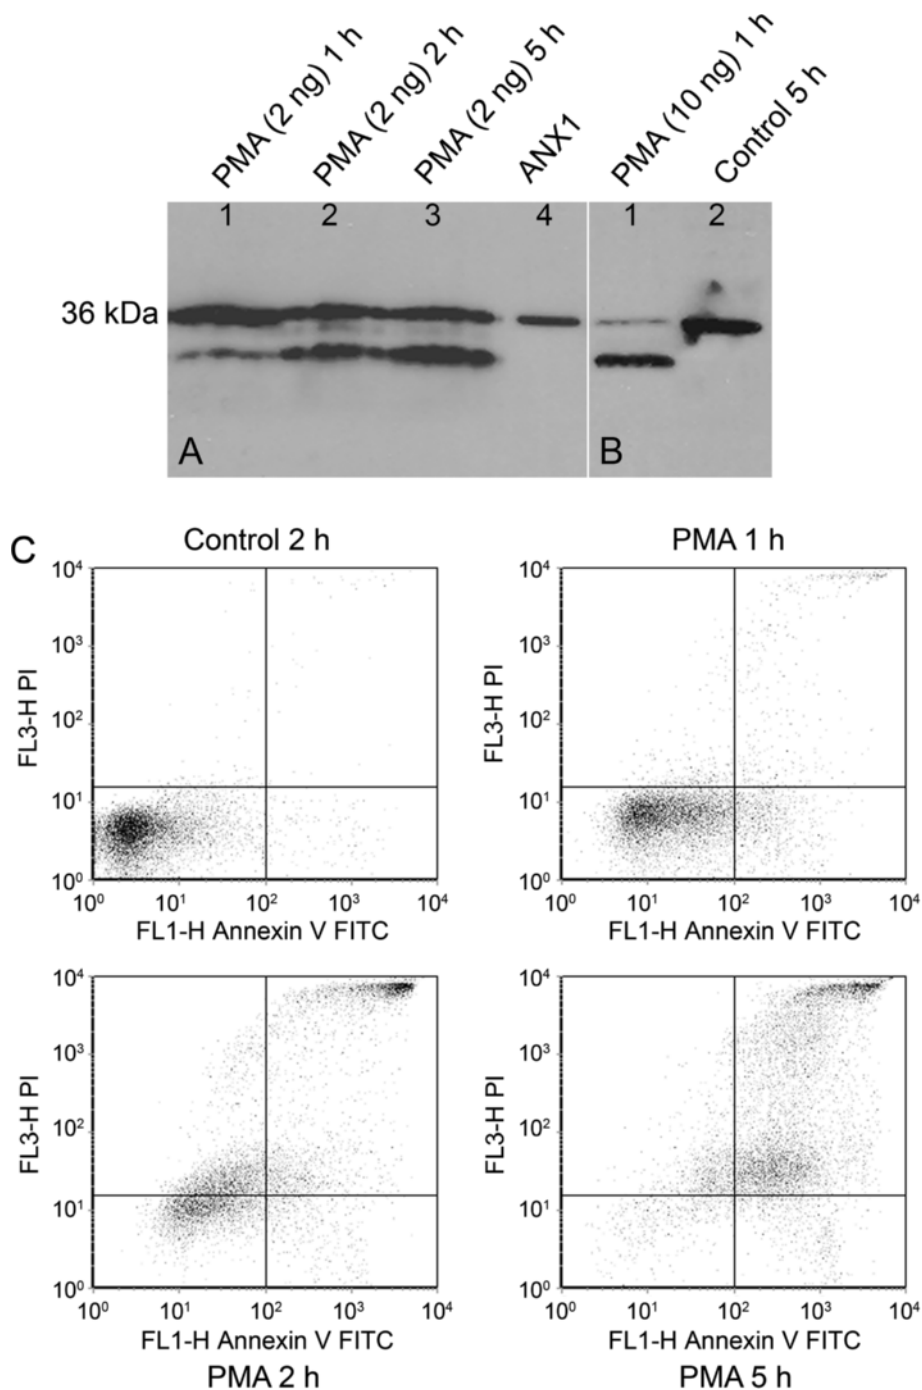 PMA (2 ng) 1 h
PMA (2 ng) 2 h
PMA (2 ng) 5 h
ANX1
PMA (10 ng) 1 h
Control 5 h
1 2 3 4 1 2
36 kDa
A B
C
Control 2 h
PMA 1 h
10⁴ 10⁴
10³ 10³
10² 10²
10¹ 10¹
10⁰ 10⁰
FL3-H PI FL3-H PI
10⁰ 10¹ 10² 10³ 10⁴ 10⁰ 10¹ 10² 10³ 10⁴
FL1-H Annexin V FITC FL1-H Annexin V FITC
10⁴ 10⁴
10³ 10³
10² 10²
10¹ 10¹
10⁰ 10⁰
FL3-H PI FL3-H PI
10⁰ 10¹ 10² 10³ 10⁴ 10⁰ 10¹ 10² 10³ 10⁴
FL1-H Annexin V FITC FL1-H Annexin V FITC
PMA 2 h PMA 5 h